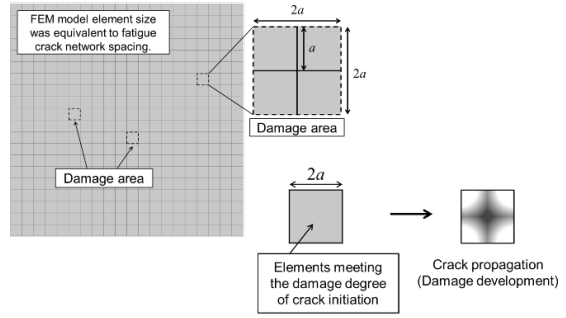 FEM model element size
was equivalent to fatigue
crack network spacing.
2a
a
2a
Damage area
Damage area
2a
Elements meeting
the damage degree
of crack initiation
Crack propagation
(Damage development)